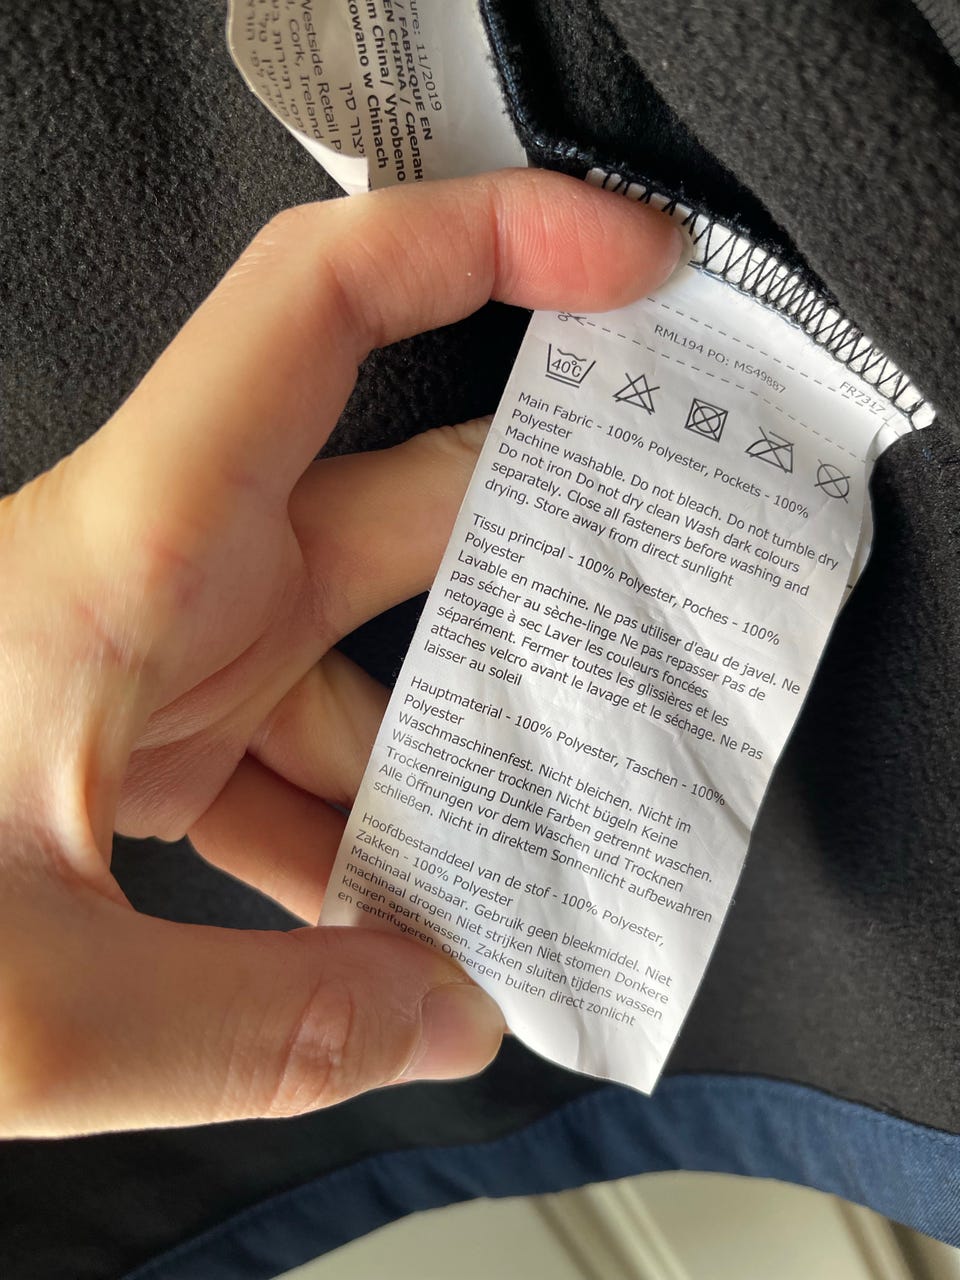 ure: 11/2019
/ FABRIQUE EN
EN CHINA / Сделан
em China/ Vyrobeno
kowano w Chinach
Westside Retail P
, Cork, Ireland
RML194 PO: MS49887
FR7317
40°C
Main Fabric - 100% Polyester, Pockets - 100%
Polyester
Machine washable. Do not bleach. Do not tumble dry
Do not iron Do not dry clean Wash dark colours
separately. Close all fasteners before washing and
drying. Store away from direct sunlight
Tissu principal - 100% Polyester, Poches - 100%
Polyester
Lavable en machine. Ne pas utiliser d'eau de javel. Ne
pas sécher au sèche-linge Ne pas repasser Pas de
netoyage à sec Laver les couleurs foncées
séparément. Fermer toutes les glissières et les
attaches velcro avant le lavage et le séchage. Ne Pas
laisser au soleil
Hauptmaterial - 100% Polyester, Taschen - 100%
Polyester
Waschmaschinenfest. Nicht bleichen. Nicht im
Wäschetrockner trocknen Nicht bügeln Keine
Trockenreinigung Dunkle Farben getrennt waschen.
Alle Öffnungen vor dem Waschen und Trocknen
schließen. Nicht in direktem Sonnenlicht aufbewahren
Hoofdbestanddeel van de stof - 100% Polyester,
Zakken - 100% Polyester
Machinaal wasbaar. Gebruik geen bleekmiddel. Niet
machinaal drogen Niet strijken Niet stomen Donkere
kleuren apart wassen. Zakken sluiten tijdens wassen
en centrifugeren. Opbergen buiten direct zonlicht